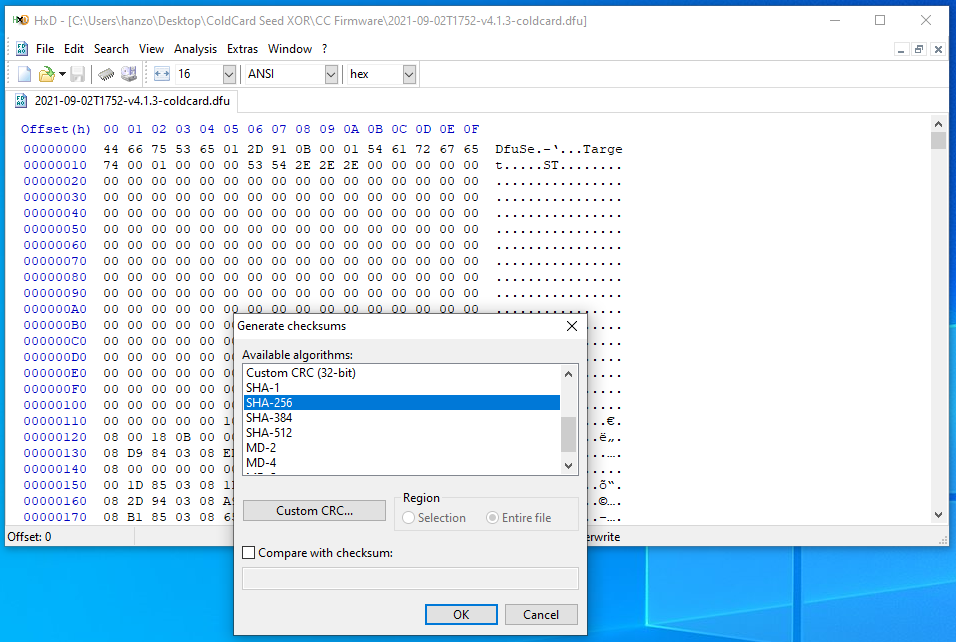 HxD - [C:\Users\hanzo\Desktop\ColdCard Seed XOR\CC Firmware\2021-09-02T1752-v4.1.3-coldcard.dfu]
File Edit Search View Analysis Extras Window ?
16 ANSI hex
2021-09-02T1752-v4.1.3-coldcard.dfu
Offset(h) 00 01 02 03 04 05 06 07 08 09 0A 0B 0C 0D 0E 0F
00000000 44 66 75 53 65 01 2D 91 0B 00 01 54 61 72 67 65 DfuSe.-‘...Targe
00000010 74 00 01 00 00 00 53 54 2E 2E 2E 00 00 00 00 00 t.....ST........
00000020 00 00 00 00 00 00 00 00 00 00 00 00 00 00 00 00 ................
00000030 00 00 00 00 00 00 00 00 00 00 00 00 00 00 00 00 ................
00000040 00 00 00 00 00 00 00 00 00 00 00 00 00 00 00 00 ................
00000050 00 00 00 00 00 00 00 00 00 00 00 00 00 00 00 00 ................
00000060 00 00 00 00 00 00 00 00 00 00 00 00 00 00 00 00 ................
00000070 00 00 00 00 00 00 00 00 00 00 00 00 00 00 00 00 ................
00000080 00 00 00 00 00 00 00 00 00 00 00 00 00 00 00 00 ................
00000090 00 00 00 00 00 00 00 00 00 00 00 00 00 00 00 00 ................
000000A0 00 00 00 00 00 00 00 00 00 00 00 00 00 00 00 00 ................
000000B0 00 00 00 00 00
000000C0 00 00 00 00 00
000000D0 00 00 00 00 00
000000E0 00 00 00 00 00
000000F0 00 00 00 00 00
00000100 00 00 00 00 00
00000110 00 00 00 00 00 ..€.
00000120 08 00 18 0B 00 .ë„.
00000130 08 D9 84 03 08 ..….
00000140 08 00 00 00 00
00000150 00 1D 85 03 08 .õ“.
00000160 08 2D 94 03 08 .©….
00000170 08 B1 85 03 08 .–….
Offset: 0
erwrite
Generate checksums
Available algorithms:
Custom CRC (32-bit)
SHA-1
SHA-256
SHA-384
SHA-512
MD-2
MD-4
Custom CRC...
Region
Selection Entire file
Compare with checksum:
OK Cancel